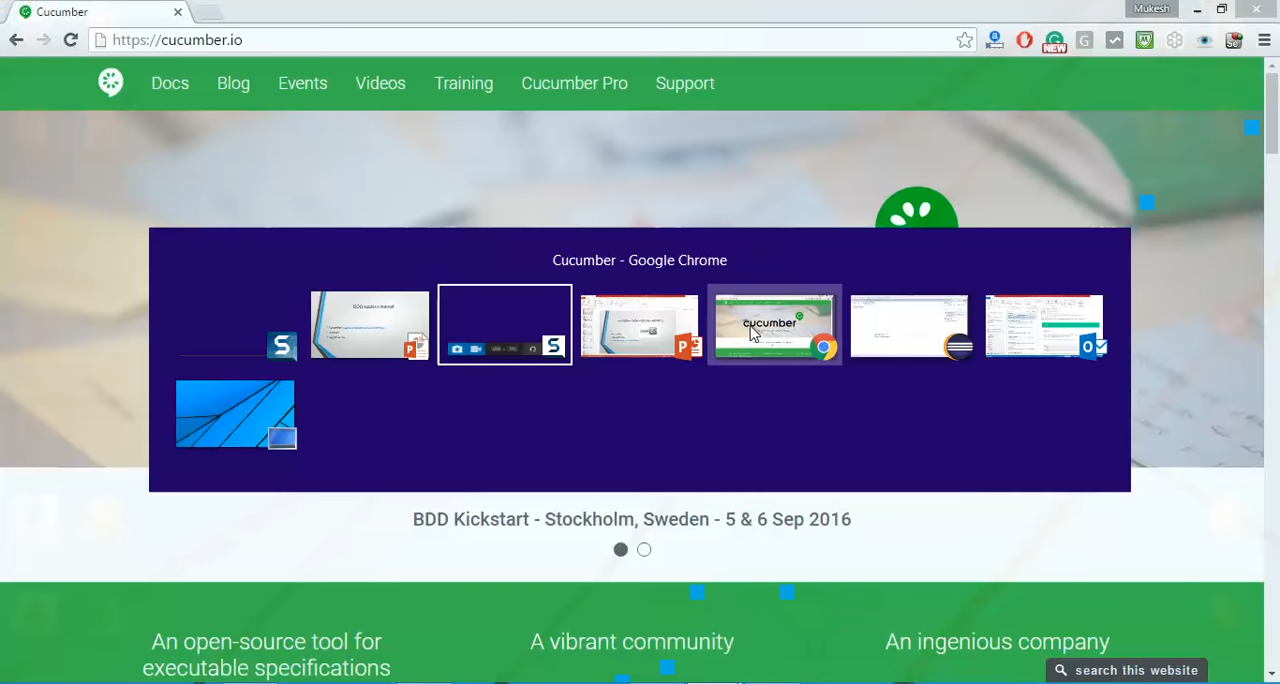 Cucumber
Mukesh
https://cucumber.io
NEW
Docs Blog Events Videos Training Cucumber Pro Support
Cucumber - Google Chrome
cucumber
BDD Kickstart - Stockholm, Sweden - 5 & 6 Sep 2016
An open-source tool for
executable specifications
A vibrant community
An ingenious company
search this website